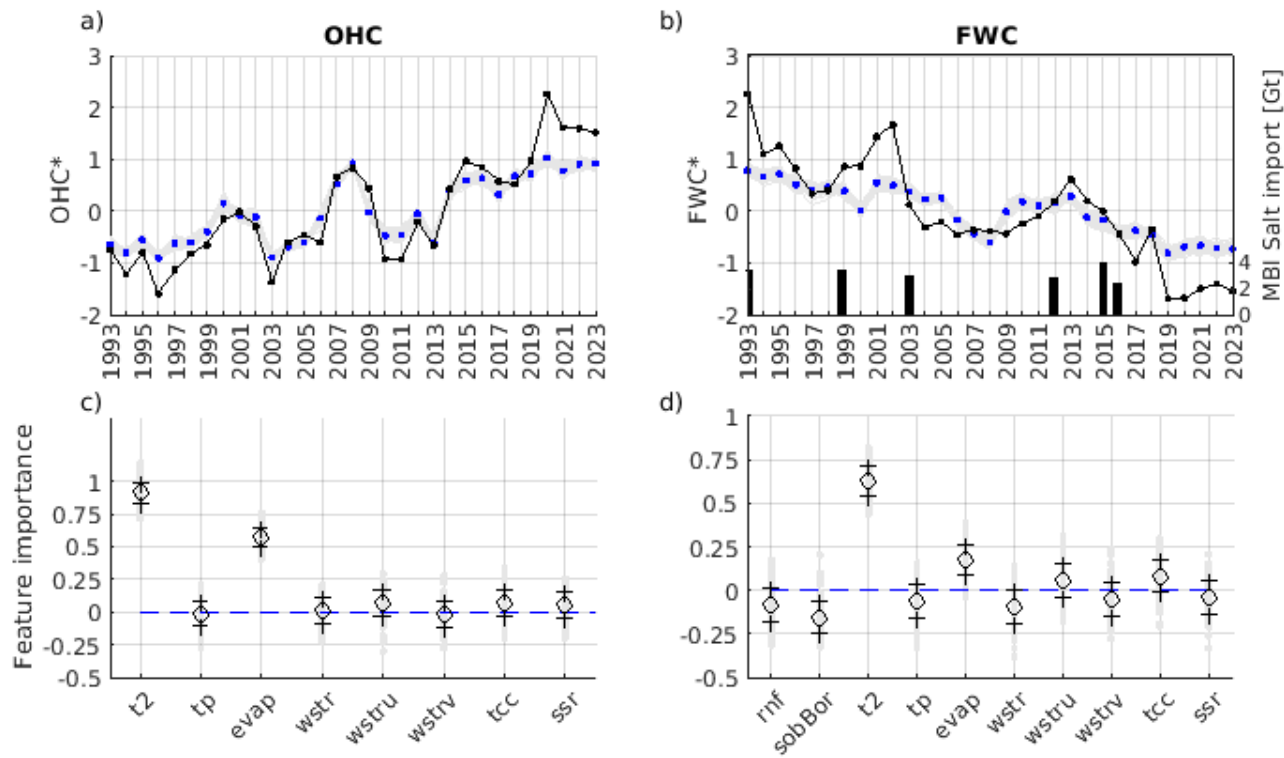 a)
OHC
b)
FWC
OHC*
3
2
1
0
-1
-2
1993
1995
1997
1999
2001
2003
2005
2007
2009
2011
2013
2015
2017
2019
2021
2023
FWC*
3
2
1
0
-1
-2
4
2
0
MBI Salt import [Gt]
1993
1995
1997
1999
2001
2003
2005
2007
2009
2011
2013
2015
2017
2019
2021
2023
c)
Feature importance
1
0.75
0.5
0.25
0
-0.25
-0.5
t2
tp
evap
wstr
wstru
wstrv
tcc
ssr
d)
1
0.75
0.5
0.25
0
-0.25
-0.5
rnf
sobBor
t2
tp
evap
wstr
wstru
wstrv
tcc
ssr